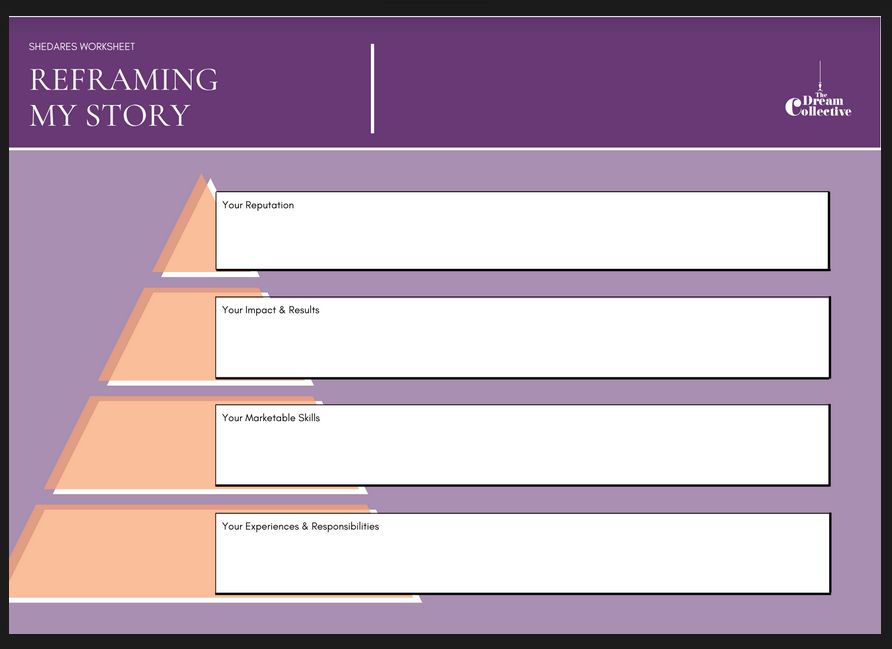 SHEDARES WORKSHEET
REFRAMING
MY STORY
The
Dream
Collective
Your Reputation
Your Impact & Results
Your Marketable Skills
Your Experiences & Responsibilities